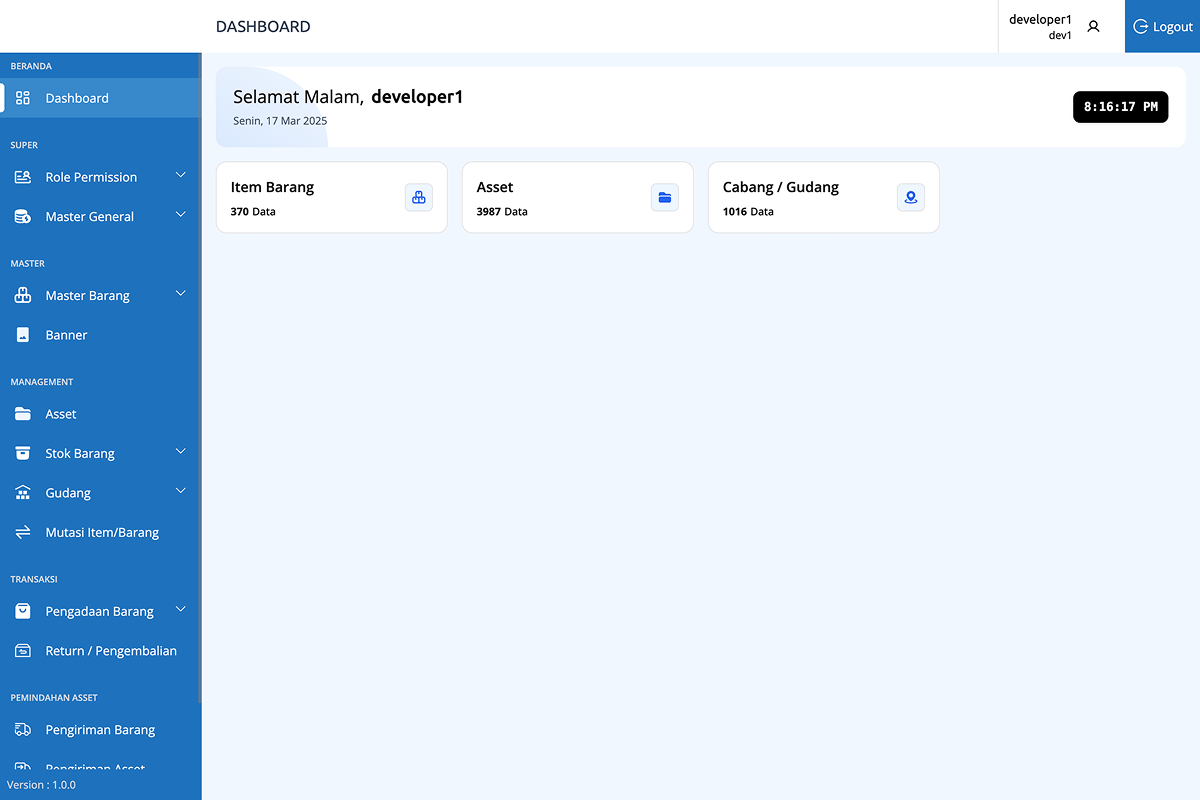 DASHBOARD
developer1
dev1
Logout
BERANDA
Dashboard
SUPER
Role Permission
Master General
MASTER
Master Barang
Banner
MANAGEMENT
Asset
Stok Barang
Gudang
Mutasi Item/Barang
TRANSAKSI
Pengadaan Barang
Return / Pengembalian
PEMINDAHAN ASSET
Pengiriman Barang
Pengiriman Asset
Version : 1.0.0
Selamat Malam, developer1
Senin, 17 Mar 2025
8:16:17 PM
Item Barang
370 Data
Asset
3987 Data
Cabang / Gudang
1016 Data